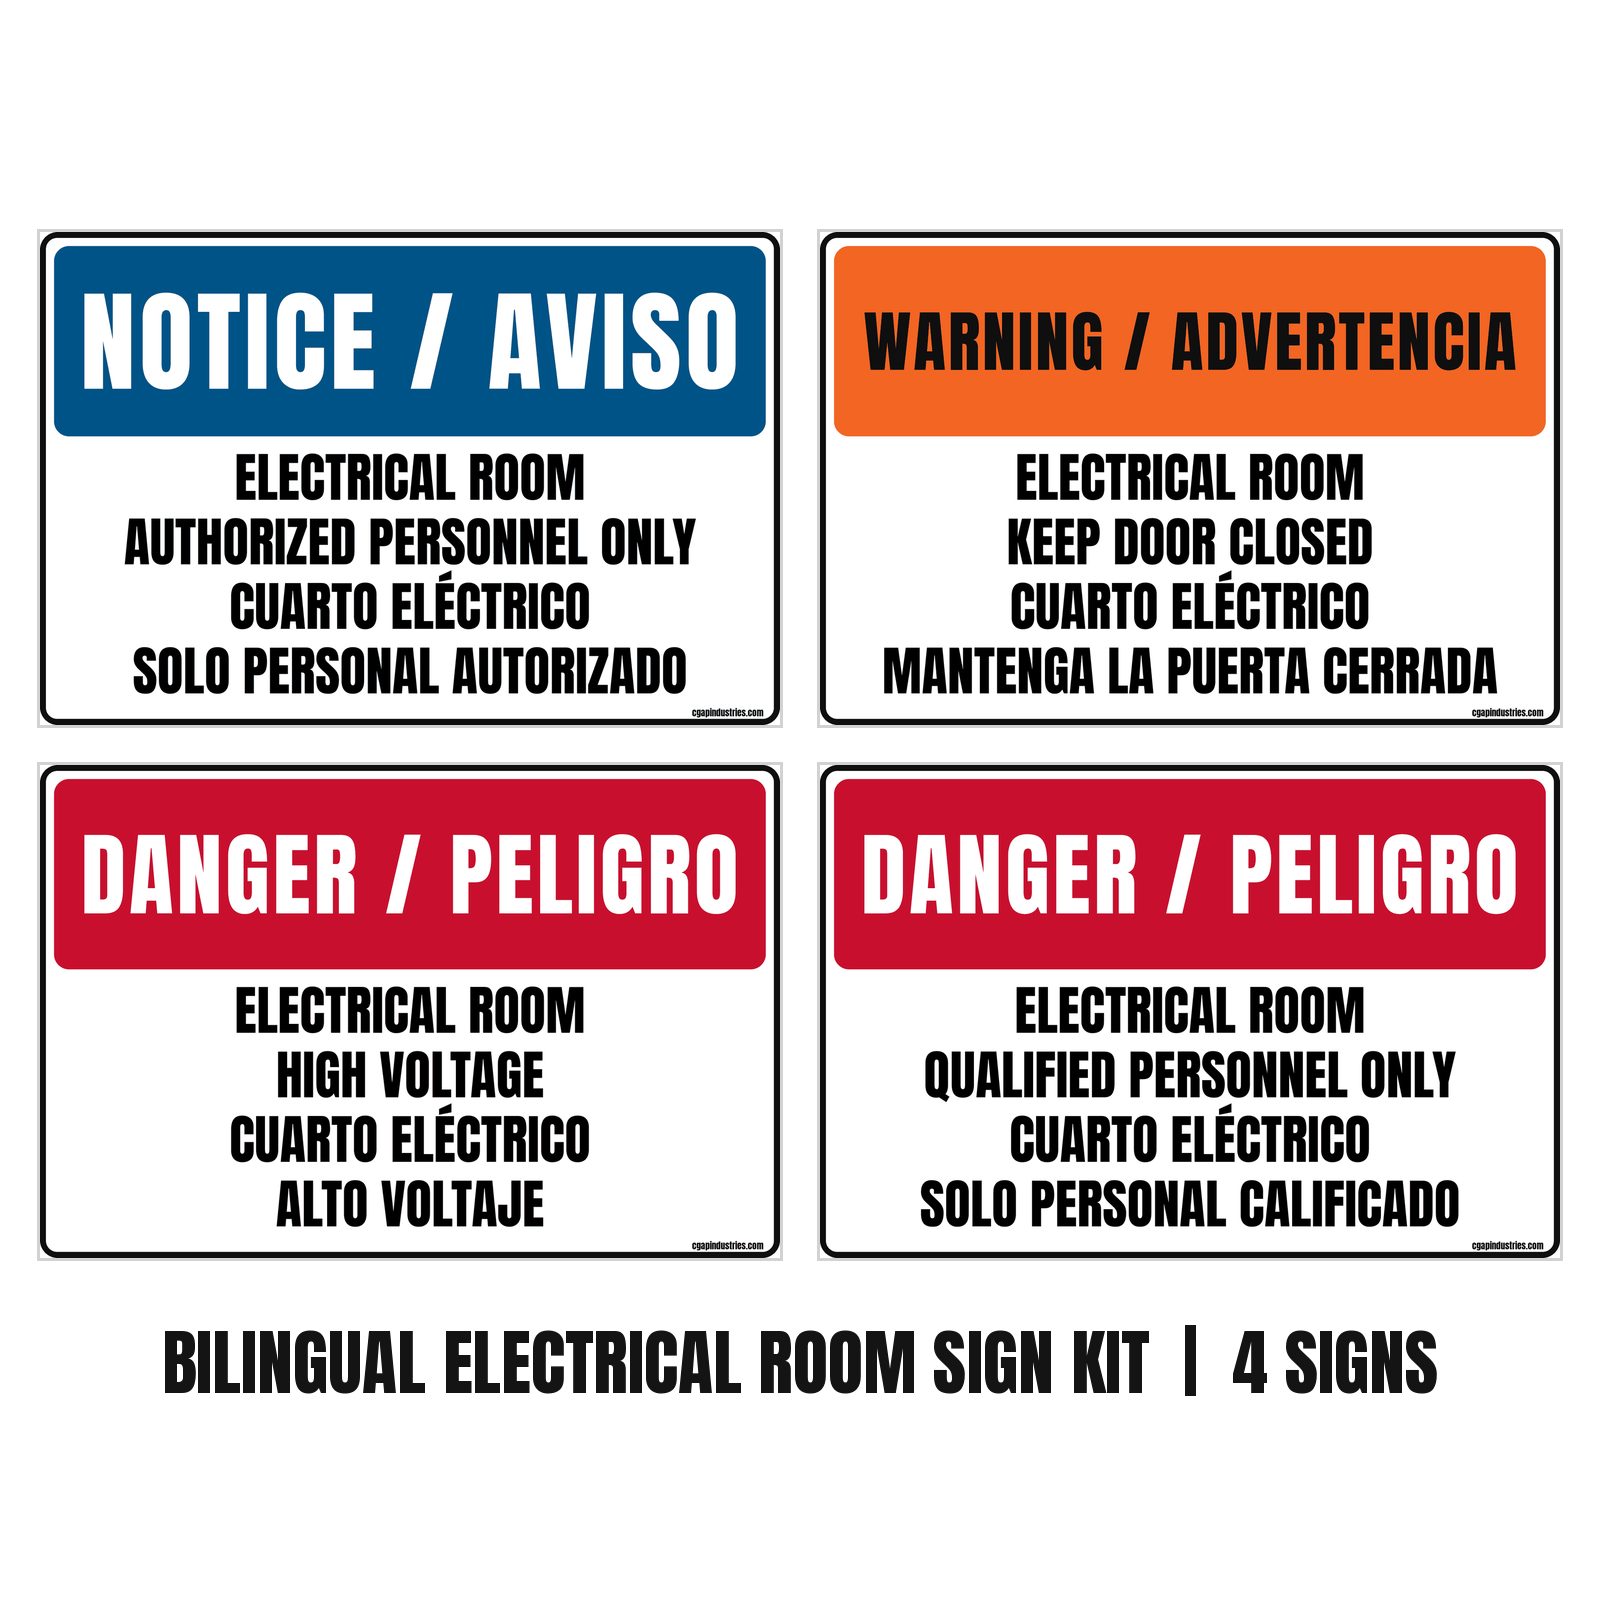 NOTICE / AVISO
ELECTRICAL ROOM
AUTHORIZED PERSONNEL ONLY
CUARTO ELÉCTRICO
SOLO PERSONAL AUTORIZADO
cgapindustries.com
WARNING / ADVERTENCIA
ELECTRICAL ROOM
KEEP DOOR CLOSED
CUARTO ELÉCTRICO
MANTENGA LA PUERTA CERRADA
cgapindustries.com
DANGER / PELIGRO
ELECTRICAL ROOM
HIGH VOLTAGE
CUARTO ELÉCTRICO
ALTO VOLTAJE
cgapindustries.com
DANGER / PELIGRO
ELECTRICAL ROOM
QUALIFIED PERSONNEL ONLY
CUARTO ELÉCTRICO
SOLO PERSONAL CALIFICADO
cgapindustries.com
BILINGUAL ELECTRICAL ROOM SIGN KIT | 4 SIGNS